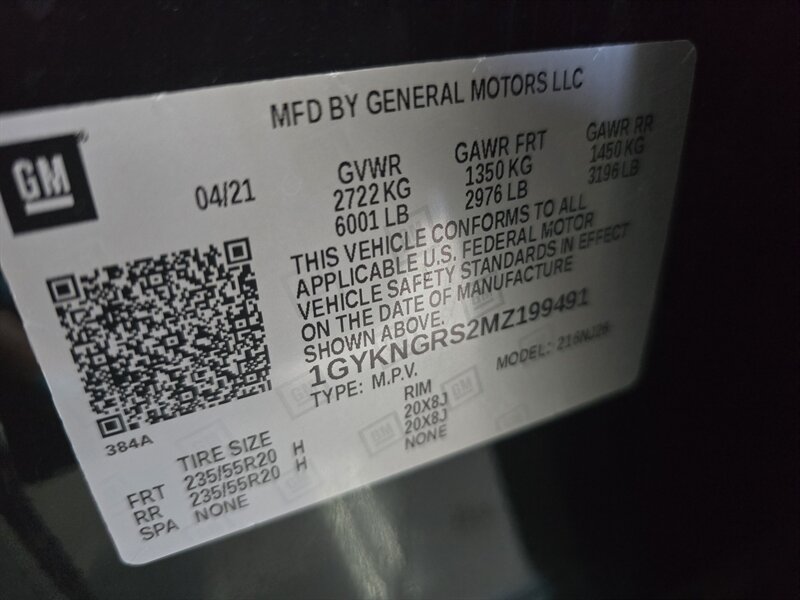 MFD BY GENERAL MOTORS LLC
GM
04/21
GVWR
2722 KG
6001 LB
GAWR FRT
1350 KG
2976 LB
GAWR RR
1450 KG
3196 LB
THIS VEHICLE CONFORMS TO ALL
APPLICABLE U.S. FEDERAL MOTOR
VEHICLE SAFETY STANDARDS IN EFFECT
ON THE DATE OF MANUFACTURE
SHOWN ABOVE.
1GYKNGRS2MZ199491
TYPE: M.P.V. MODEL: 216NJ26
384A
TIRE SIZE RIM
FRT 235/55R20 H 20X8J
RR 235/55R20 H 20X8J
SPA NONE NONE